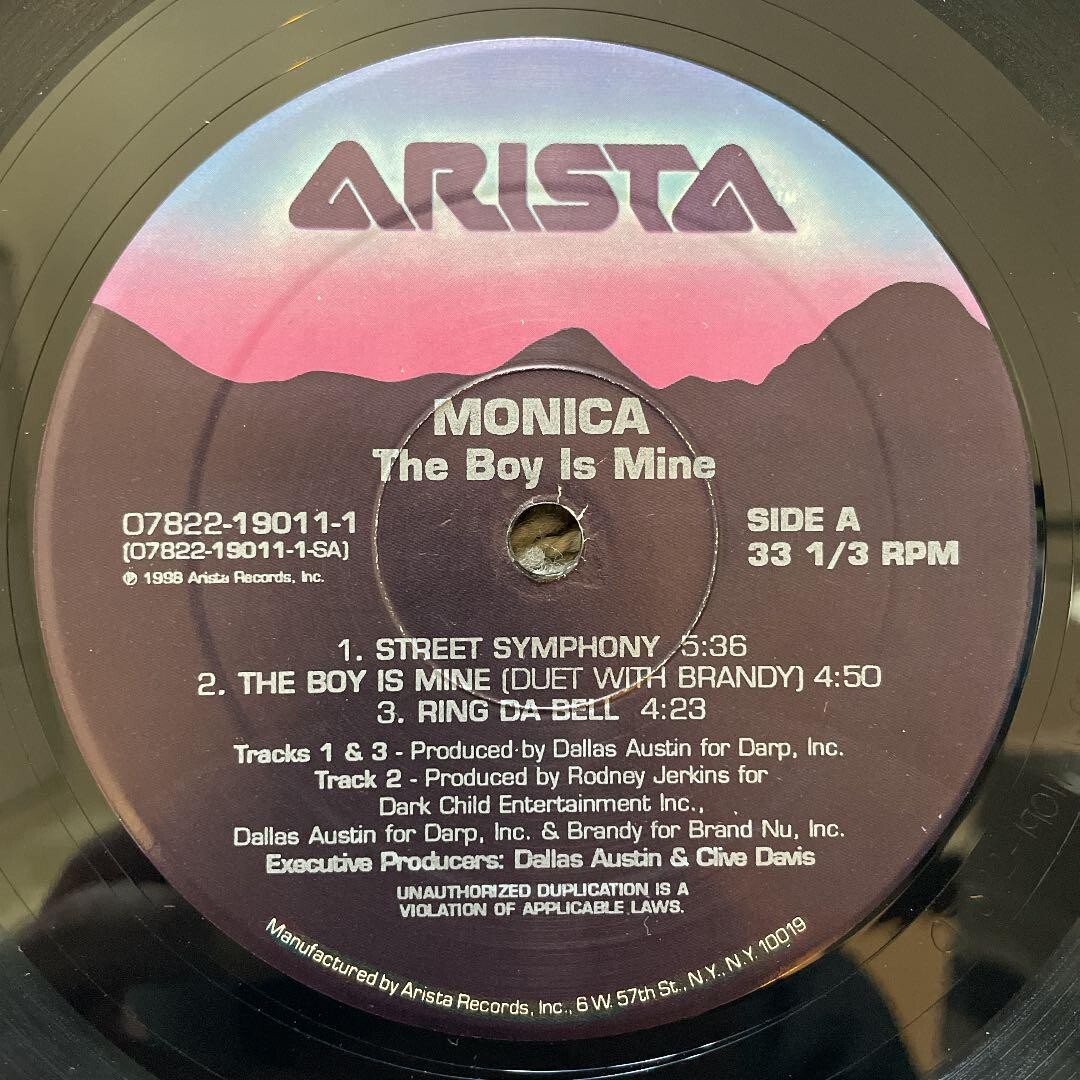 ARISTA
MONICA
The Boy Is Mine
07822-19011-1
(07822-19011-1-SA)
℗ 1998 Arista Records, Inc.
SIDE A
33 1/3 RPM
1. STREET SYMPHONY 5:36
2. THE BOY IS MINE (DUET WITH BRANDY) 4:50
3. RING DA BELL 4:23
Tracks 1 & 3 - Produced by Dallas Austin for Darp, Inc.
Track 2 - Produced by Rodney Jerkins for
Dark Child Entertainment Inc.,
Dallas Austin for Darp, Inc. & Brandy for Brand Nu, Inc.
Executive Producers: Dallas Austin & Clive Davis
UNAUTHORIZED DUPLICATION IS A
VIOLATION OF APPLICABLE LAWS.
Manufactured by Arista Records, Inc., 6 W. 57th St., N.Y., N.Y. 10019